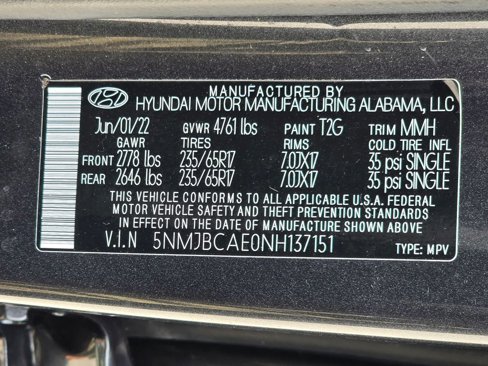 MANUFACTURED BY
HYUNDAI MOTOR MANUFACTURING ALABAMA, LLC
Jun/01/22 GVWR 4761 lbs PAINT T2G TRIM MMH
GAWR TIRES RIMS COLD TIRE INFL
FRONT 2778 lbs 235/65R17 7.0JX17 35 psi SINGLE
REAR 2646 lbs 235/65R17 7.0JX17 35 psi SINGLE
THIS VEHICLE CONFORMS TO ALL APPLICABLE U.S.A. FEDERAL
MOTOR VEHICLE SAFETY AND THEFT PREVENTION STANDARDS
IN EFFECT ON THE DATE OF MANUFACTURE SHOWN ABOVE
V.I.N 5NMJBCAE0NH137151 TYPE: MPV